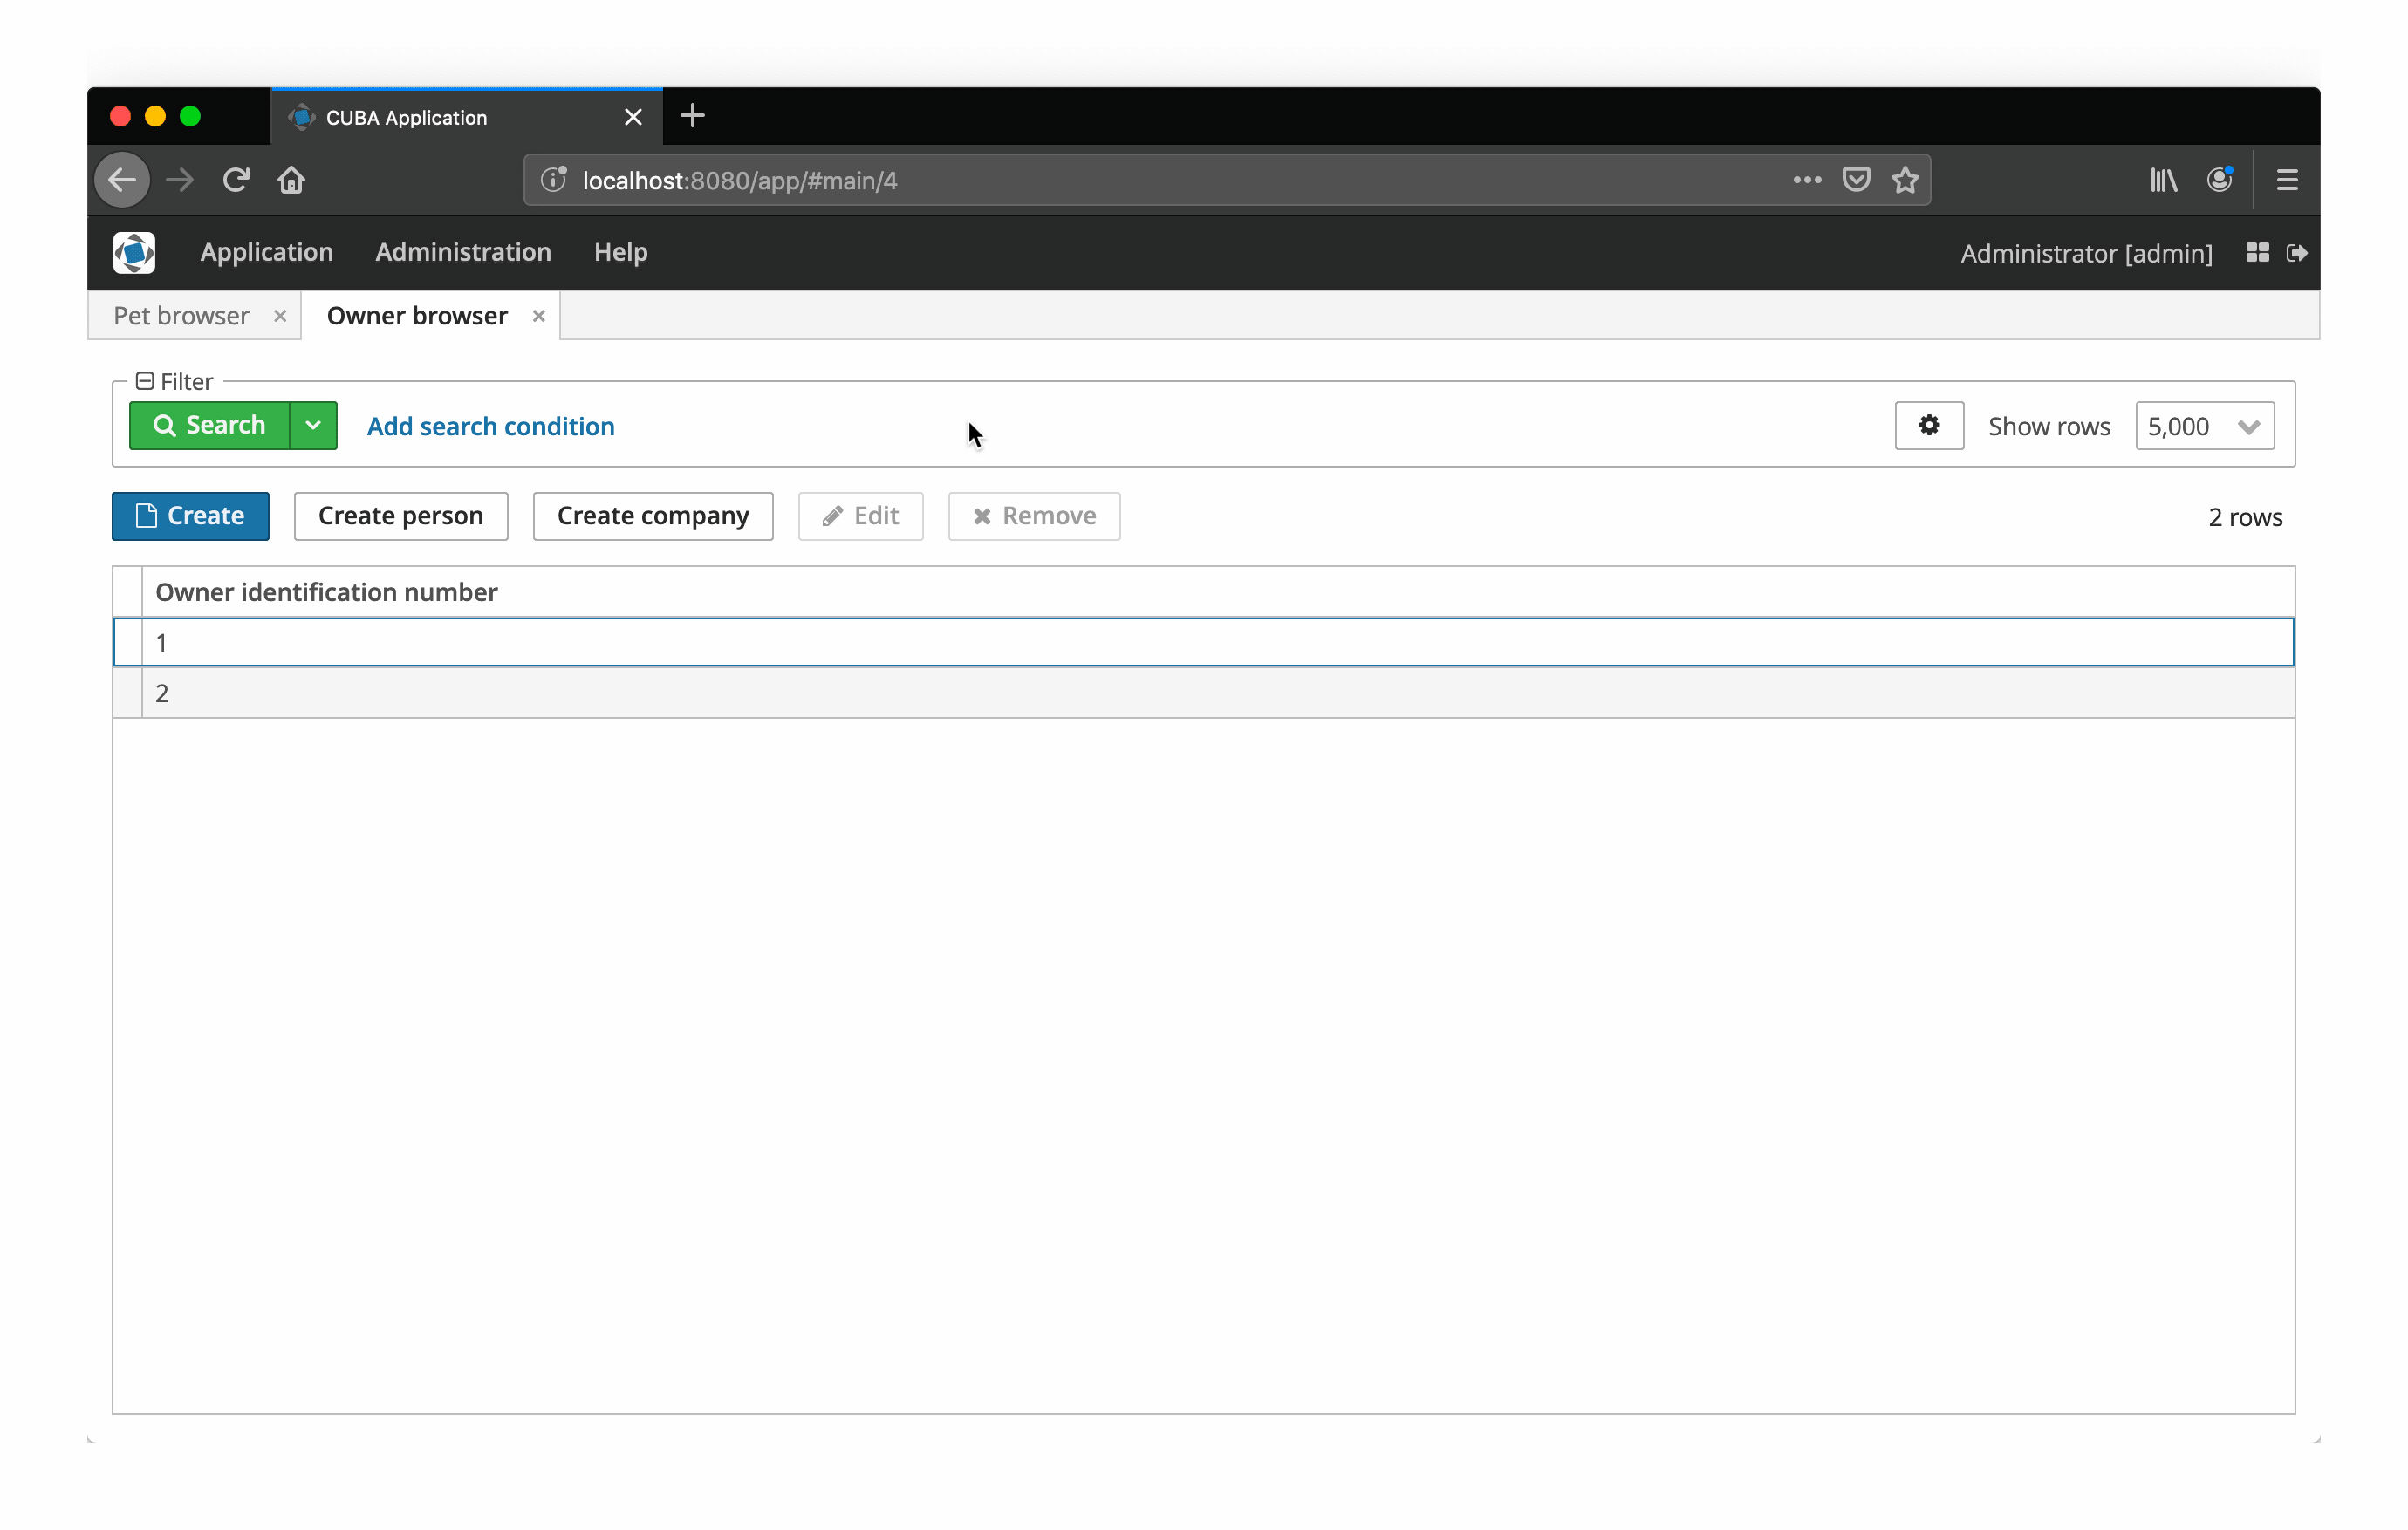 CUBA Application
localhost:8080/app/#main/4
Application Administration Help Administrator [admin]
Pet browser Owner browser
Filter
Search Add search condition Show rows 5,000
Create Create person Create company Edit Remove 2 rows
Owner identification number
1
2